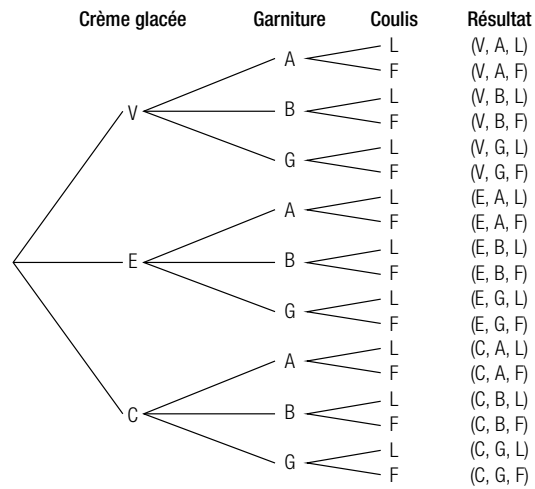 Crème glacée Garniture Coulis Résultat
L (V, A, L)
A
F (V, A, F)
L (V, B, L)
V B
F (V, B, F)
L (V, G, L)
G
F (V, G, F)
L (E, A, L)
A
F (E, A, F)
L (E, B, L)
E B
F (E, B, F)
L (E, G, L)
G
F (E, G, F)
L (C, A, L)
A
F (C, A, F)
L (C, B, L)
C B
F (C, B, F)
L (C, G, L)
G
F (C, G, F)